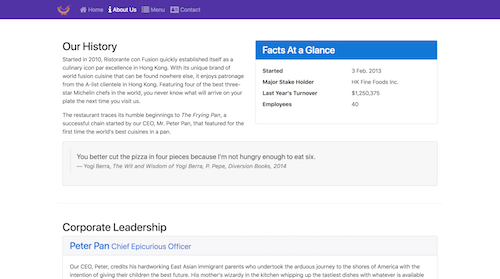 Home About Us Menu Contact
Our History
Started in 2010, Ristorante con Fusion quickly established itself as a
culinary icon par excellence in Hong Kong. With its unique brand of
world fusion cuisine that can be found nowhere else, it enjoys patronage
from the A-list clientele in Hong Kong. Featuring four of the best three-
star Michelin chefs in the world, you never know what will arrive on your
plate the next time you visit us.
The restaurant traces its humble beginnings to The Frying Pan, a
successful chain started by our CEO, Mr. Peter Pan, that featured for the
first time the world's best cuisines in a pan.
Facts At a Glance
Started 3 Feb. 2013
Major Stake Holder HK Fine Foods Inc.
Last Year's Turnover $1,250,375
Employees 40
You better cut the pizza in four pieces because I'm not hungry enough to eat six.
— Yogi Berra, The Wit and Wisdom of Yogi Berra, P. Pepe, Diversion Books, 2014
Corporate Leadership
Peter Pan Chief Epicurious Officer
Our CEO, Peter, credits his hardworking East Asian immigrant parents who undertook the arduous journey to the shores of America with the
intention of giving their children the best future. His mother's wizardry in the kitchen whipping up the tastiest dishes with whatever is available